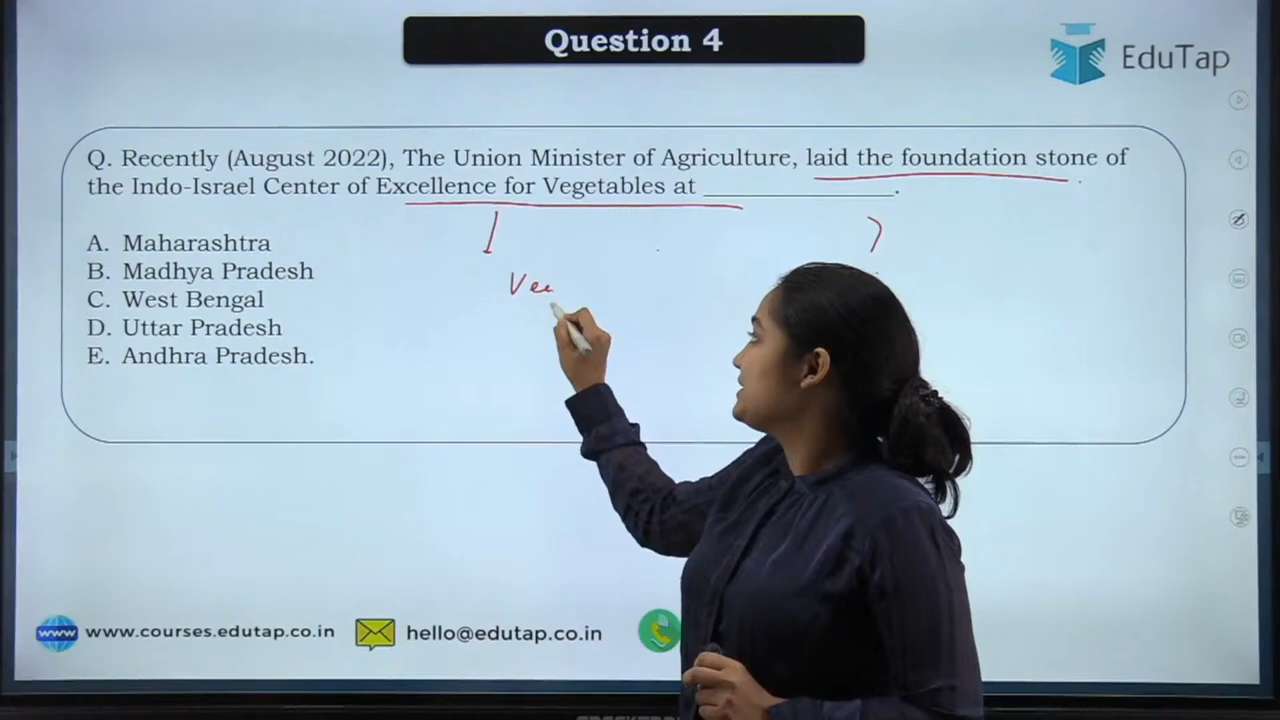 Question 4
EduTap
Q. Recently (August 2022), The Union Minister of Agriculture, laid the foundation stone of
the Indo-Israel Center of Excellence for Vegetables at ________________.
A. Maharashtra
B. Madhya Pradesh
C. West Bengal
D. Uttar Pradesh
E. Andhra Pradesh.
www
www.courses.edutap.co.in
hello@edutap.co.in